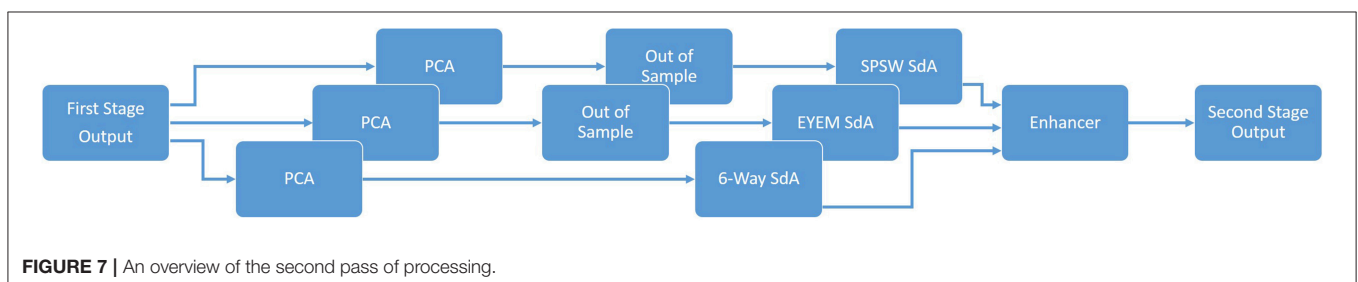 PCA
Out of
Sample
SPSW SdA
First Stage
Output
PCA
Out of
Sample
EYEM SdA
Enhancer
Second Stage
Output
PCA
6-Way SdA
FIGURE 7 | An overview of the second pass of processing.